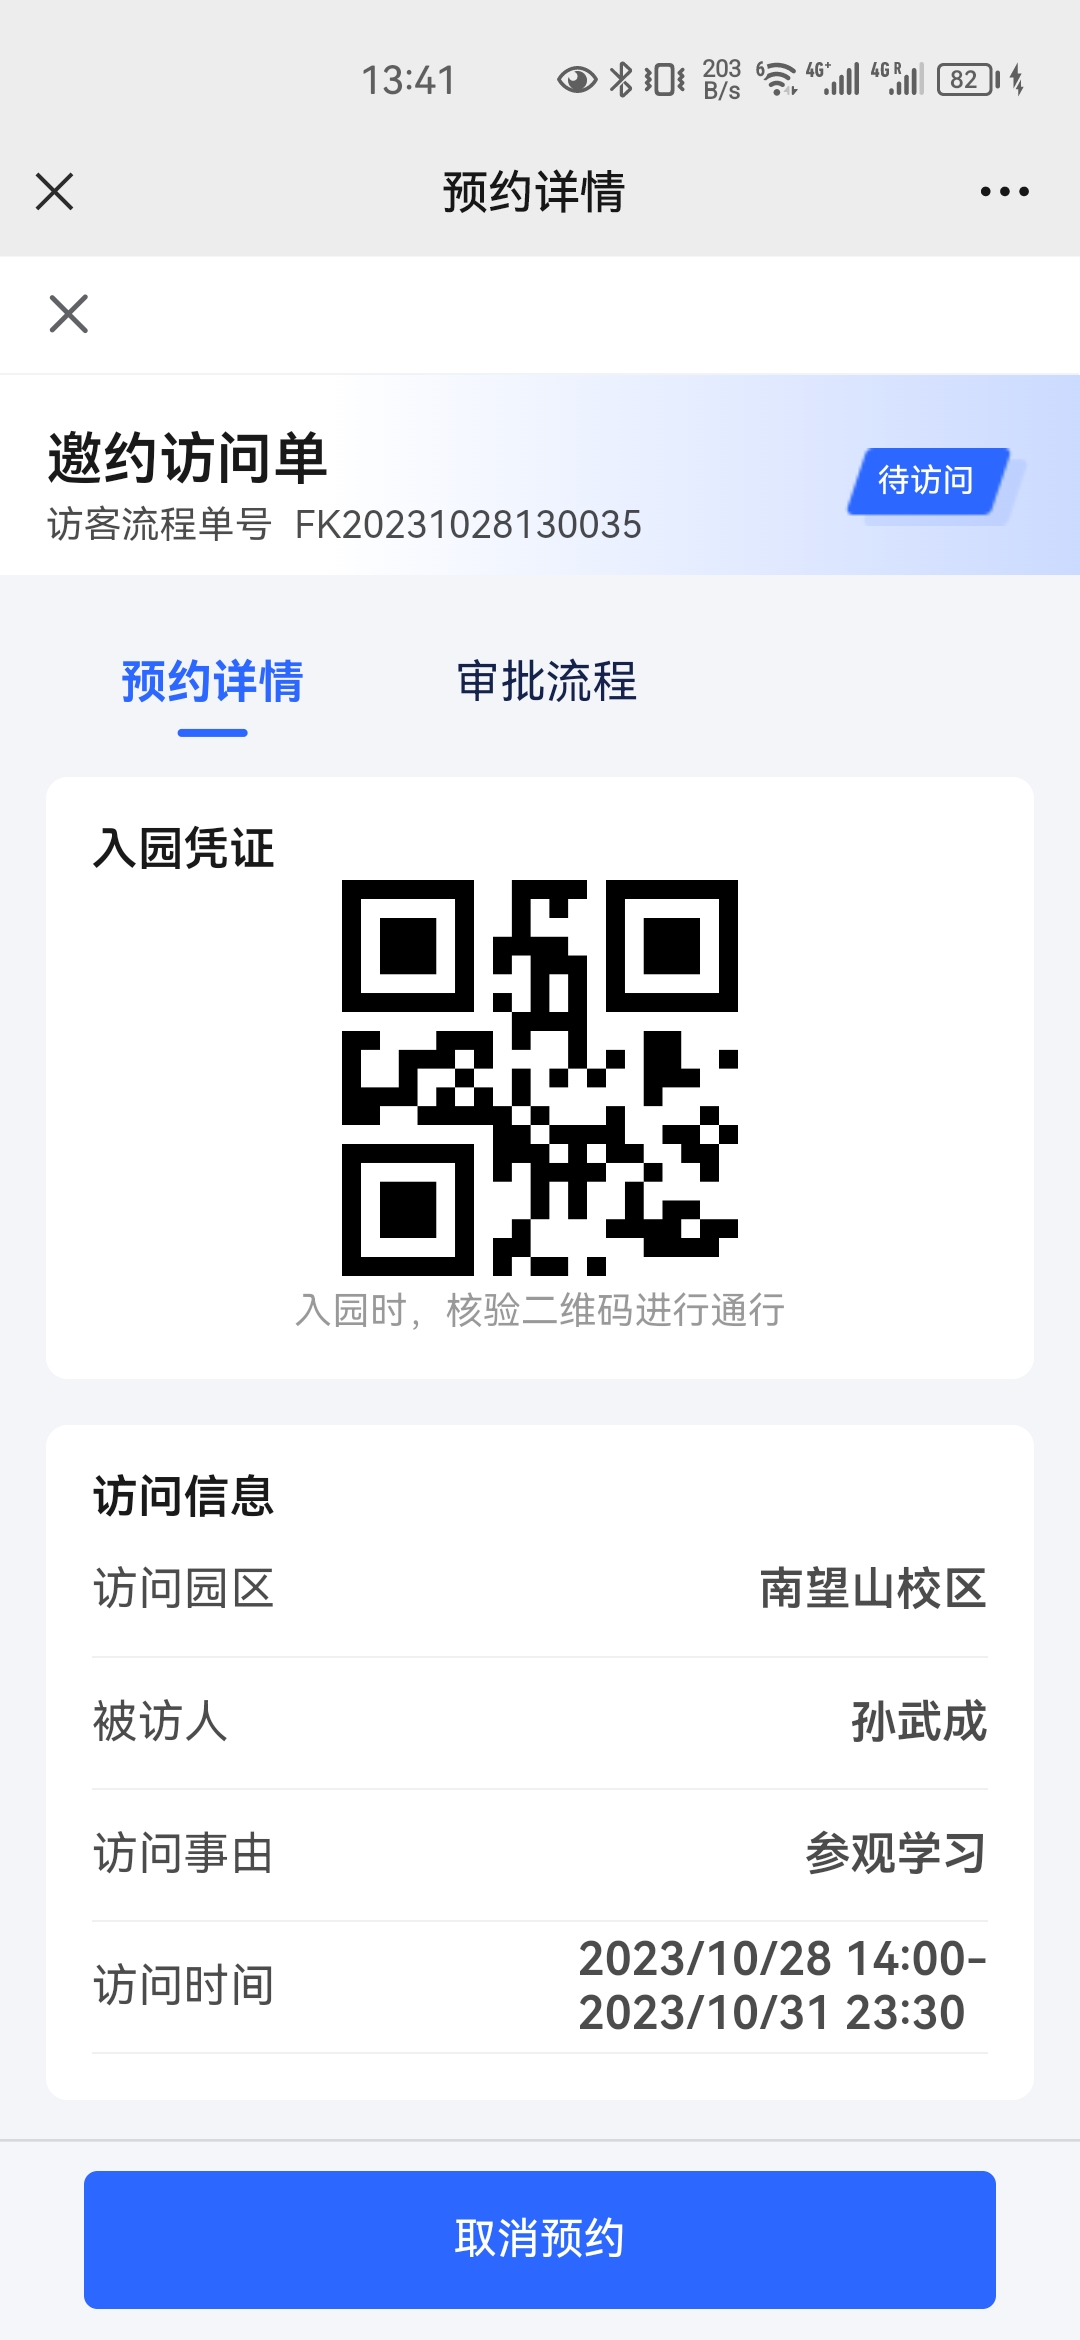 13:41
203
B/s
6
4G+
4G R
82
预约详情
邀约访问单
待访问
访客流程单号 FK20231028130035
预约详情 审批流程
入园凭证
入园时，核验二维码进行通行
访问信息
访问园区 南望山校区
被访人 孙武成
访问事由 参观学习
访问时间 2023/10/28 14:00-
2023/10/31 23:30
取消预约